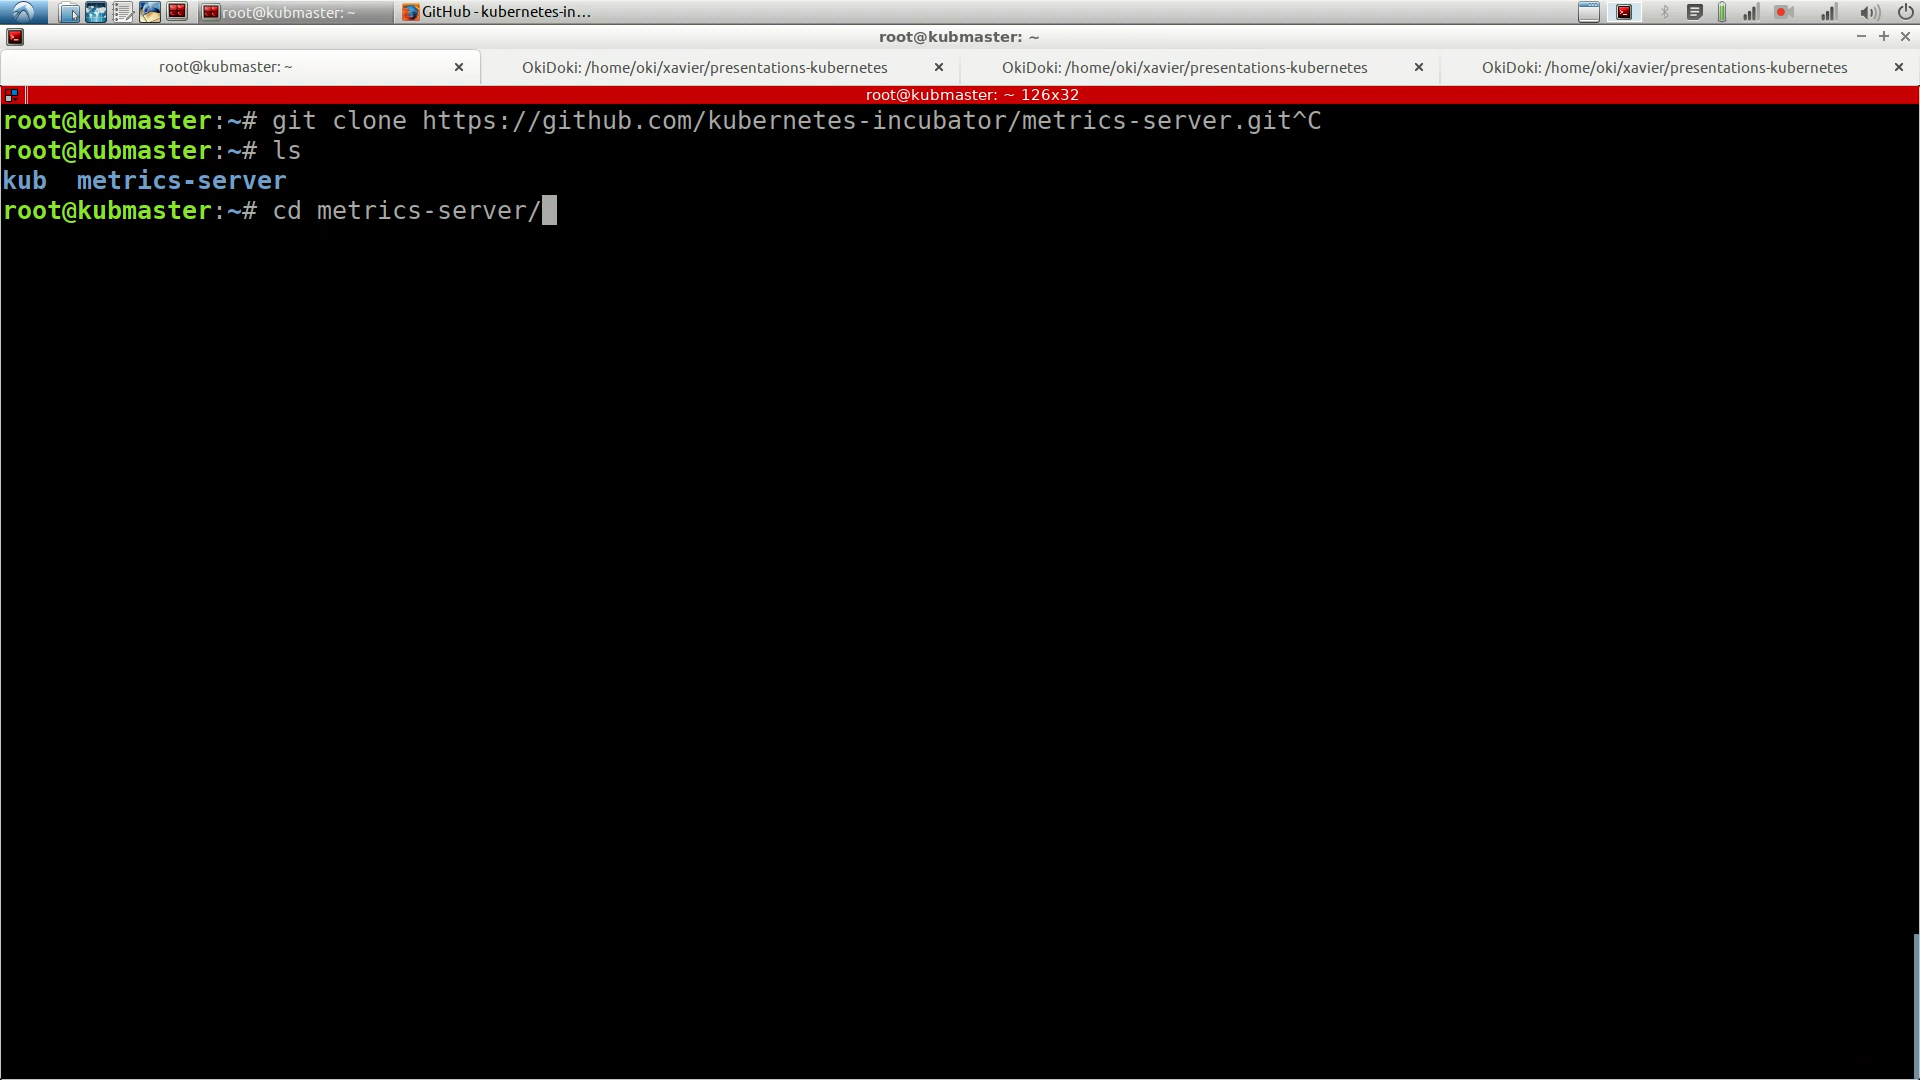 root@kubmaster: ~
GitHub - kubernetes-in...
root@kubmaster: ~
root@kubmaster: ~
OkiDoki: /home/oki/xavier/presentations-kubernetes
OkiDoki: /home/oki/xavier/presentations-kubernetes
OkiDoki: /home/oki/xavier/presentations-kubernetes
root@kubmaster: ~ 126x32
root@kubmaster:~# git clone https://github.com/kubernetes-incubator/metrics-server.git^C
root@kubmaster:~# ls
kub  metrics-server
root@kubmaster:~# cd metrics-server/